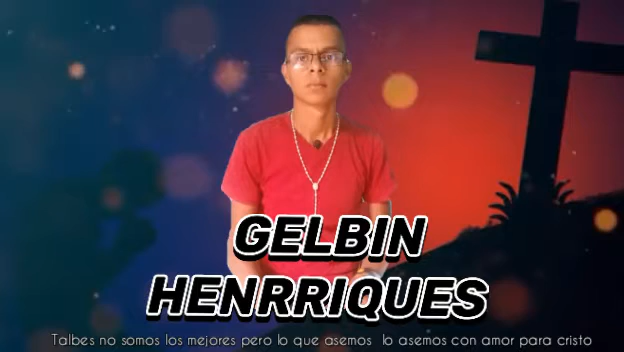 GELBIN
HENRRIQUES
Talbes no somos los mejores pero lo que asemos lo asemos con amor para cristo